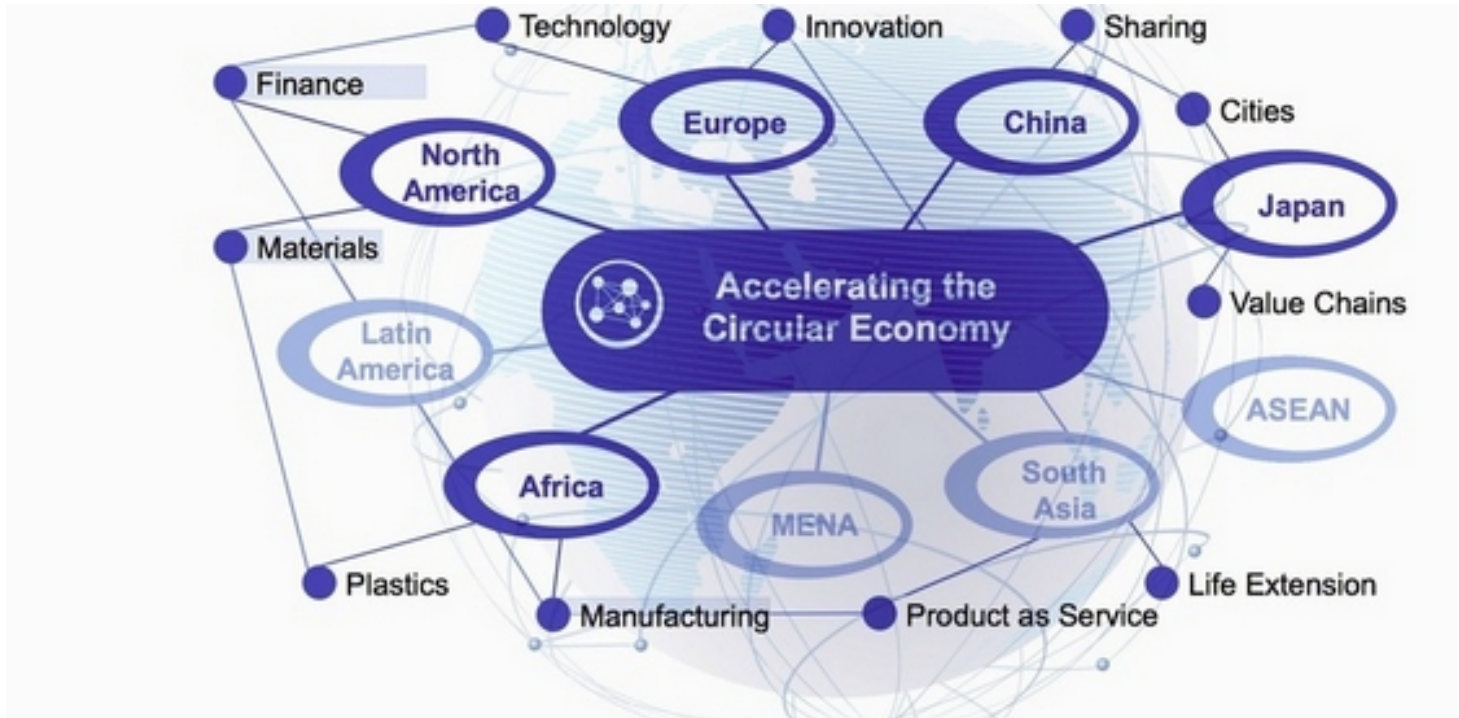 Technology
Innovation
Sharing
Finance
Cities
Europe
China
North
America
Japan
Materials
Accelerating the
Circular Economy
Value Chains
Latin
America
ASEAN
Africa
South
Asia
MENA
Plastics
Life Extension
Manufacturing
Product as Service